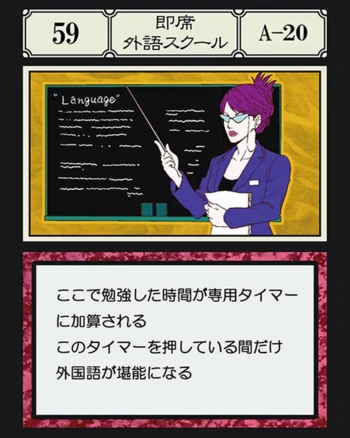 59
即席
外語スクール
A-20
"Language"
ここで勉強した時間が専用タイマー
に加算される
このタイマーを押している間だけ
外国語が堪能になる